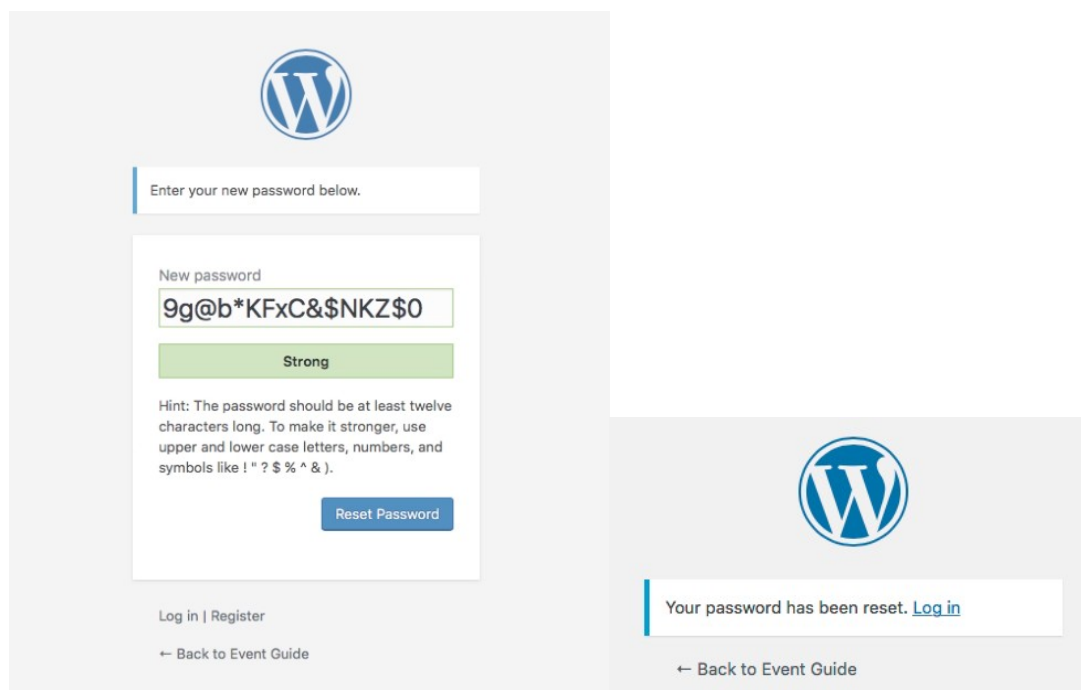 Enter your new password below.
New password
9g@b*KFxC&$NKZ$0
Strong
Hint: The password should be at least twelve
characters long. To make it stronger, use
upper and lower case letters, numbers, and
symbols like ! " ? $ % ^ & ).
Reset Password
Log in | Register
← Back to Event Guide
Your password has been reset. Log in
← Back to Event Guide